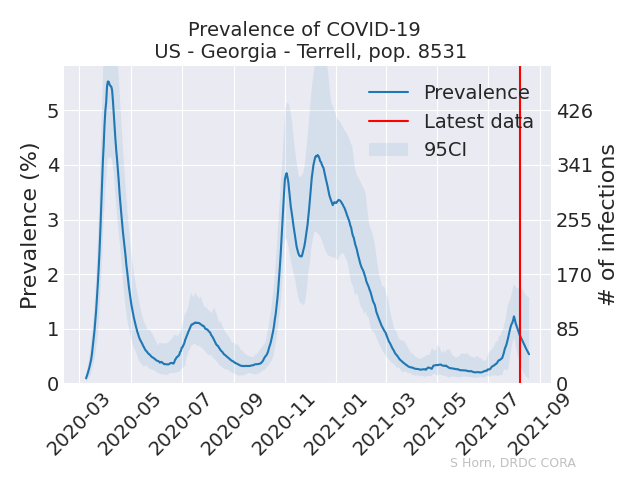 Prevalence of COVID-19
US - Georgia - Terrell, pop. 8531
Prevalence
Latest data
95CI
Prevalence (%)
5
4
3
2
1
0
# of infections
426
341
255
170
85
0
2020-03
2020-05
2020-07
2020-09
2020-11
2021-01
2021-03
2021-05
2021-07
2021-09
S Horn, DRDC CORA